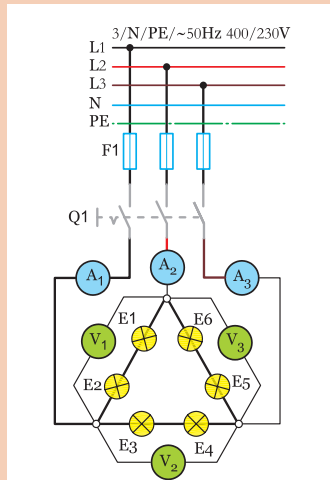 3/N/PE/~50Hz 400/230V
L1
L2
L3
N
PE
F1
Q1
A1
A2
A3
E1
E6
V1
V3
E2
E5
E3
E4
V2